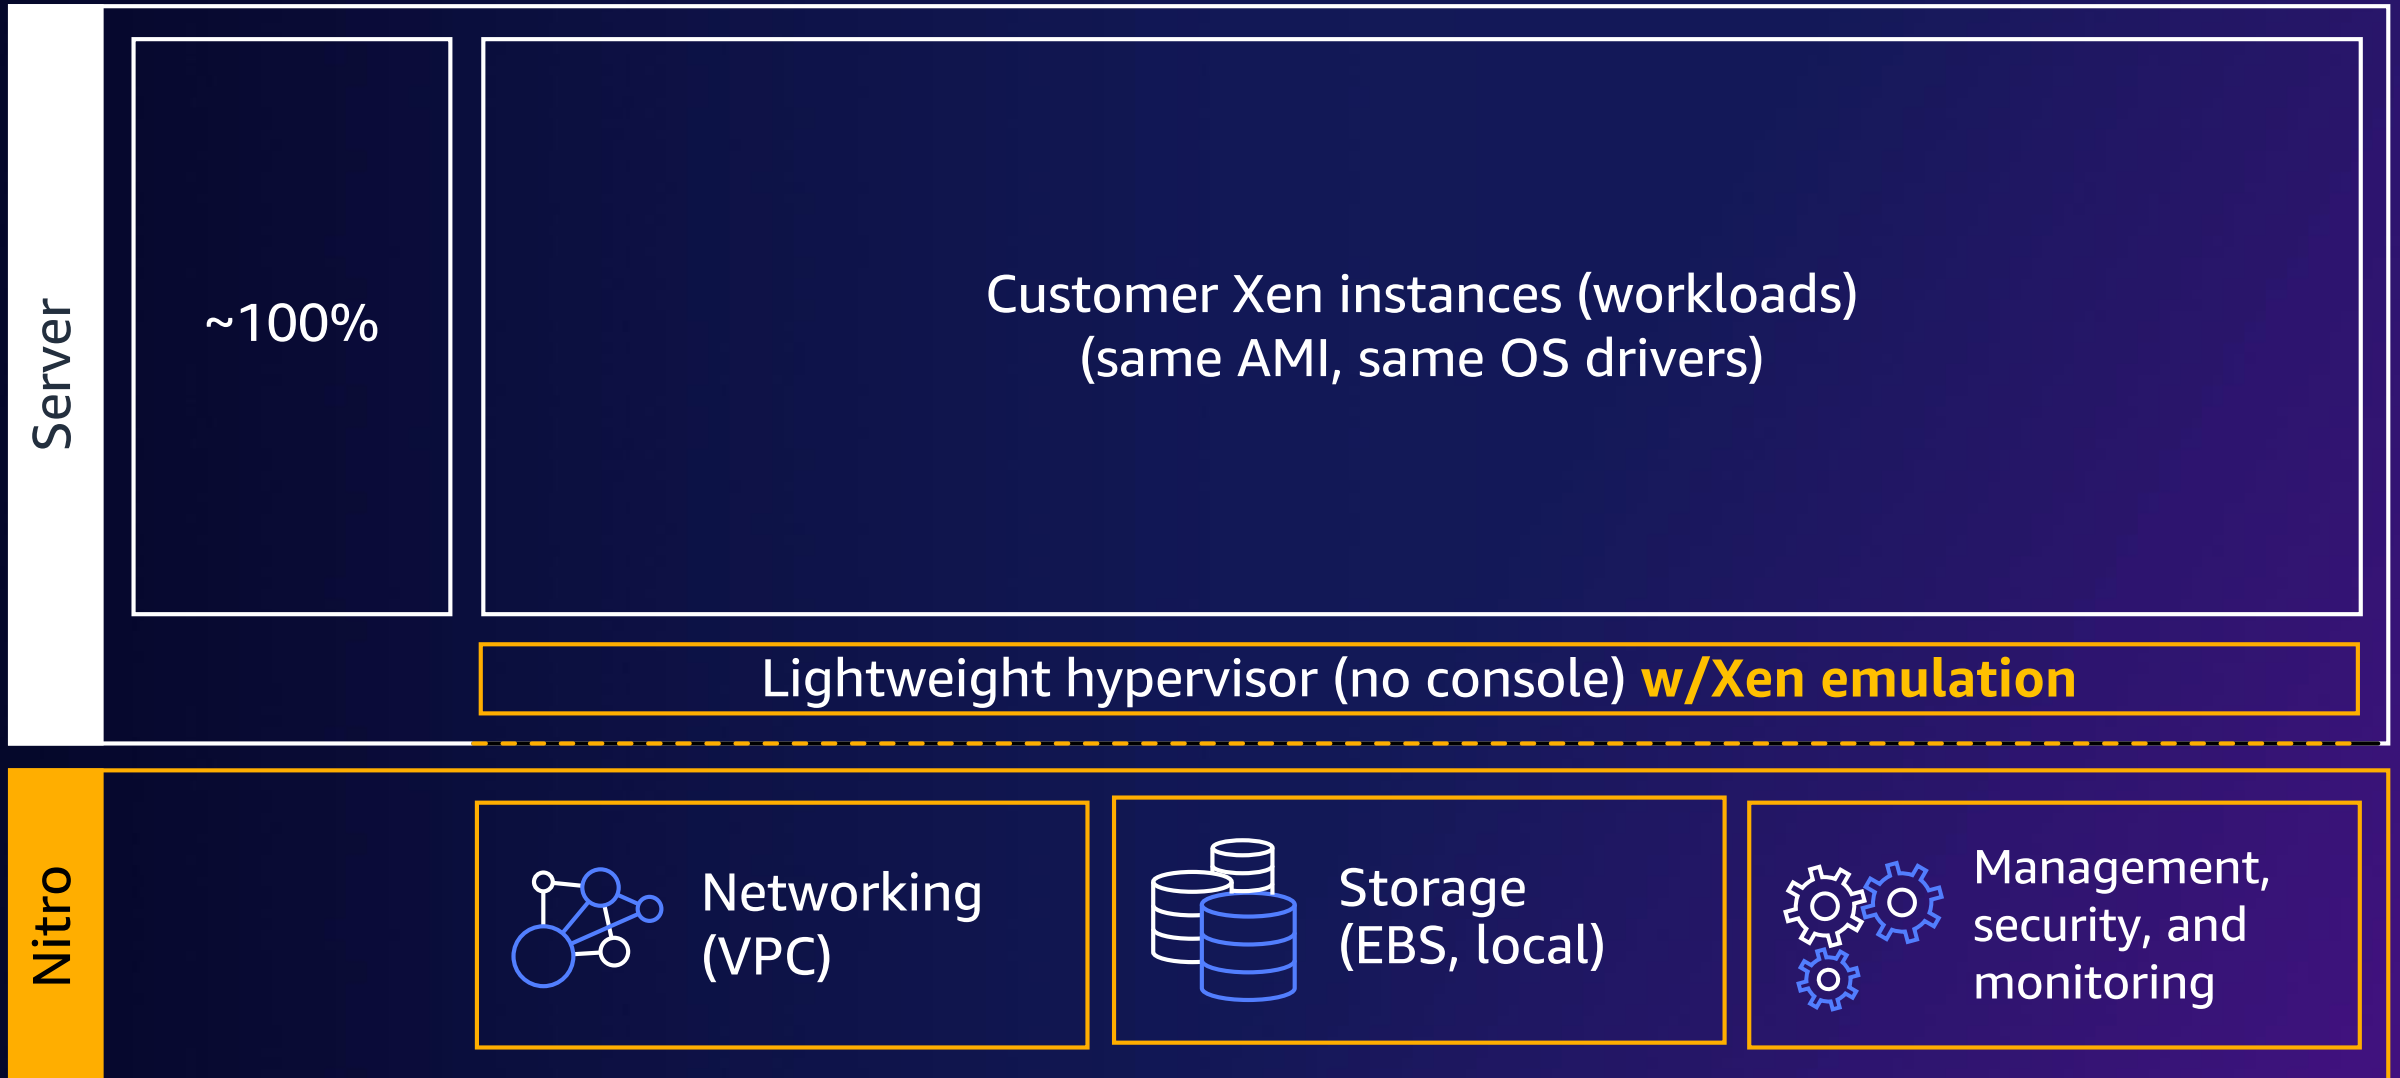 Server
~100%
Customer Xen instances (workloads)
(same AMI, same OS drivers)
Lightweight hypervisor (no console) w/Xen emulation
Nitro
Networking
(VPC)
Storage
(EBS, local)
Management,
security, and
monitoring